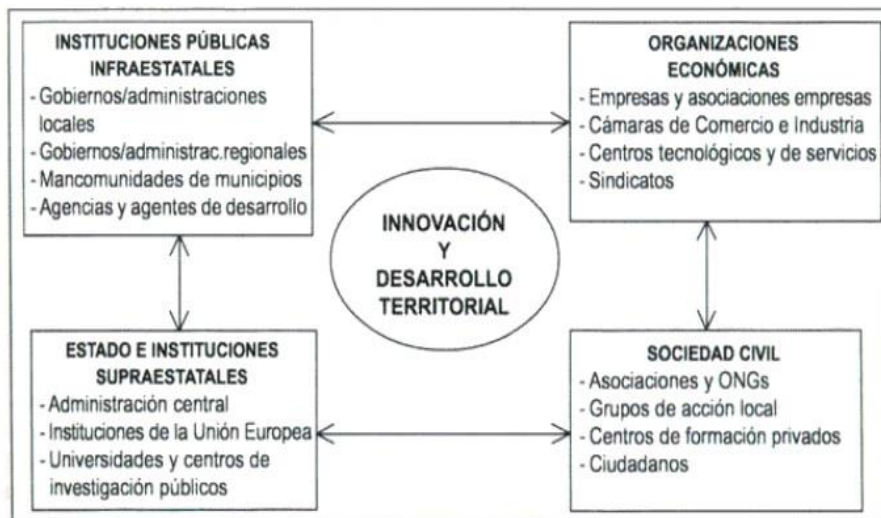 INSTITUCIONES PÚBLICAS
INFRAESTATALES
- Gobiernos/administraciones
locales
- Gobiernos/administrac.regionales
- Mancomunidades de municipios
- Agencias y agentes de desarrollo
ORGANIZACIONES
ECONÓMICAS
- Empresas y asociaciones empresas
- Cámaras de Comercio e Industria
- Centros tecnológicos y de servicios
- Sindicatos
INNOVACIÓN
Y
DESARROLLO
TERRITORIAL
ESTADO E INSTITUCIONES
SUPRAESTATALES
- Administración central
- Instituciones de la Unión Europea
- Universidades y centros de
investigación públicos
SOCIEDAD CIVIL
- Asociaciones y ONGs
- Grupos de acción local
- Centros de formación privados
- Ciudadanos